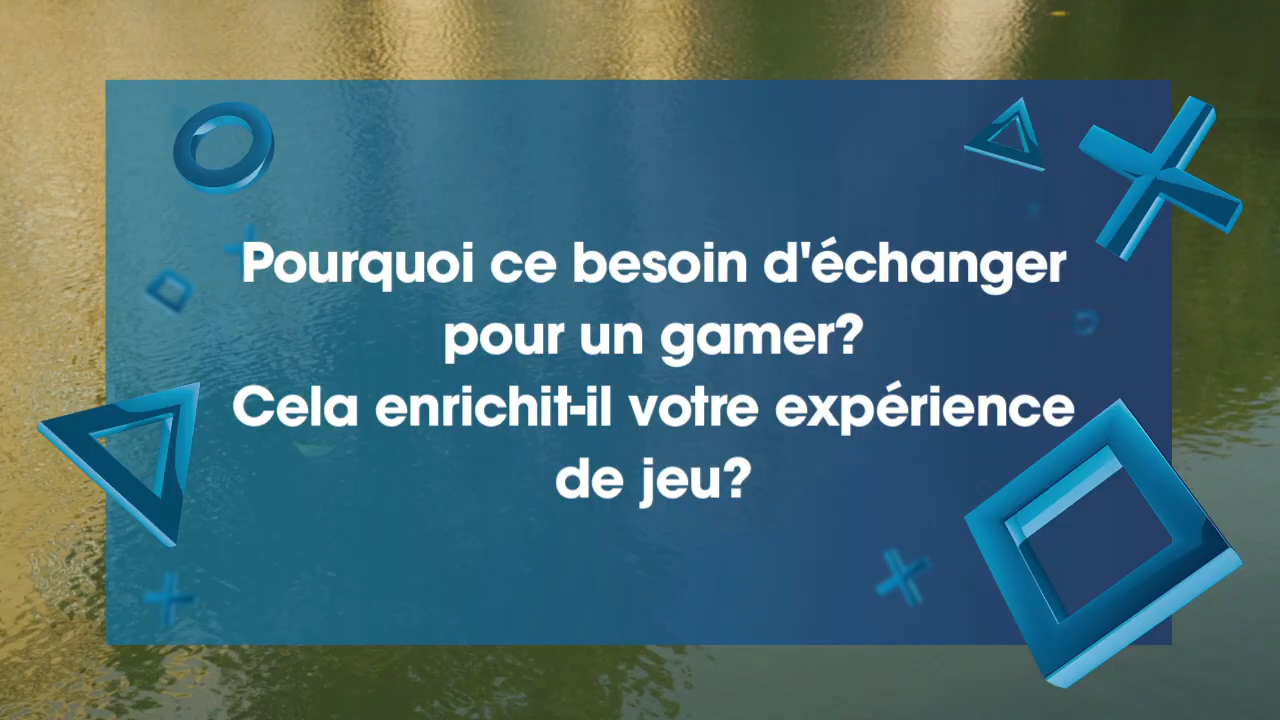 Pourquoi ce besoin d'échanger
pour un gamer?
Cela enrichit-il votre expérience
de jeu?